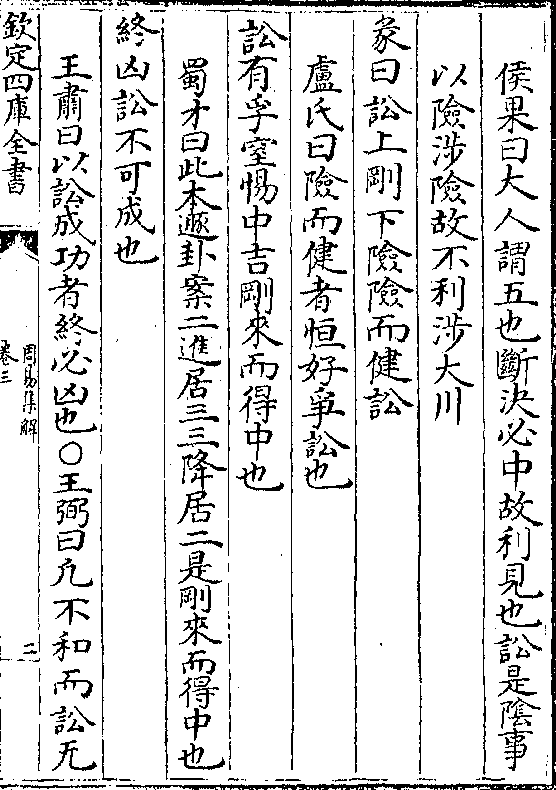 侯果曰大人謂五也斷決必中故利見也訟是隂事
以險涉險故不利涉大川
彖曰訟上剛下險險而健訟
盧氏曰險而健者恒好爭訟也
訟有孚窒惕中吉剛來而得中也
蜀才曰此本遯卦案二進居三三降居二是剛來而得中也
終凶訟不可成也
王肅曰以訟成功者終必凶也○王弼曰凡不和而訟无
欽定四庫全書
周易集解
卷三
二